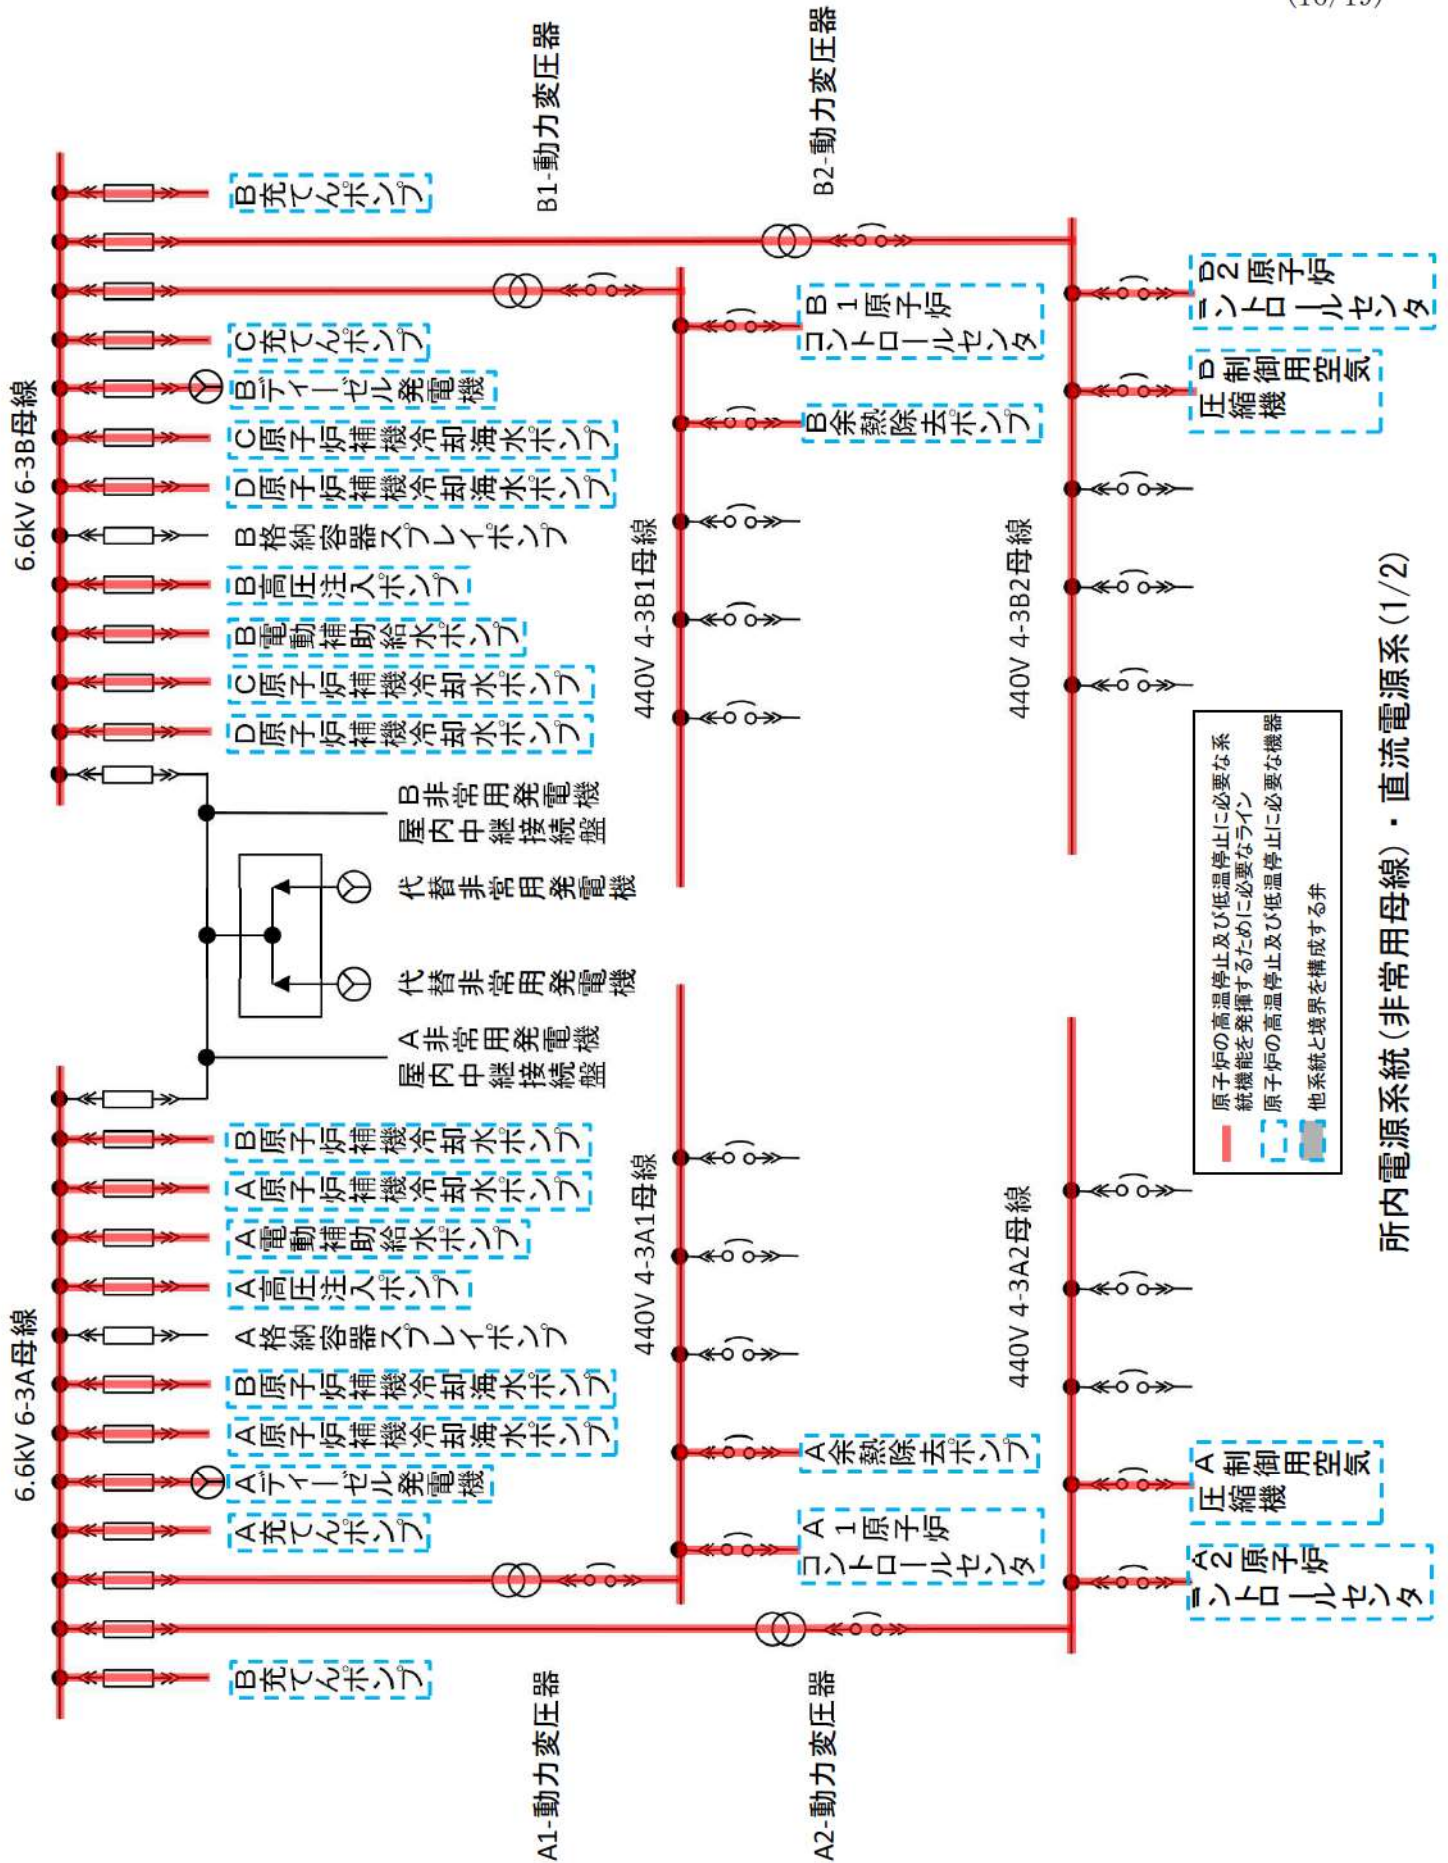 (16/19)
6.6kV 6-3A母線
6.6kV 6-3B母線
B充てんポンプ
A充てんポンプ
Aディーゼル発電機
A原子炉補機冷却海水ポンプ
B原子炉補機冷却海水ポンプ
A格納容器スプレイポンプ
A高圧注入ポンプ
A電動補助給水ポンプ
A原子炉補機冷却水ポンプ
B原子炉補機冷却水ポンプ
A非常用発電機
屋内中継接続盤
代替非常用発電機
代替非常用発電機
B非常用発電機
屋内中継接続盤
D原子炉補機冷却水ポンプ
C原子炉補機冷却水ポンプ
B電動補助給水ポンプ
B高圧注入ポンプ
B格納容器スプレイポンプ
D原子炉補機冷却海水ポンプ
C原子炉補機冷却海水ポンプ
Bディーゼル発電機
C充てんポンプ
B充てんポンプ
A1-動力変圧器
B1-動力変圧器
440V 4-3A1母線
440V 4-3B1母線
A1原子炉
コントロールセンタ
A余熱除去ポンプ
B余熱除去ポンプ
B1原子炉
コントロールセンタ
A2-動力変圧器
B2-動力変圧器
440V 4-3A2母線
440V 4-3B2母線
A2原子炉
コントロールセンタ
A制御用空気
圧縮機
B制御用空気
圧縮機
B2原子炉
コントロールセンタ
原子炉の高温停止及び低温停止に必要な系
統機能を発揮するために必要なライン
原子炉の高温停止及び低温停止に必要な機器
他系統と境界を構成する弁
所内電源系統(非常用母線)・直流電源系(1/2)